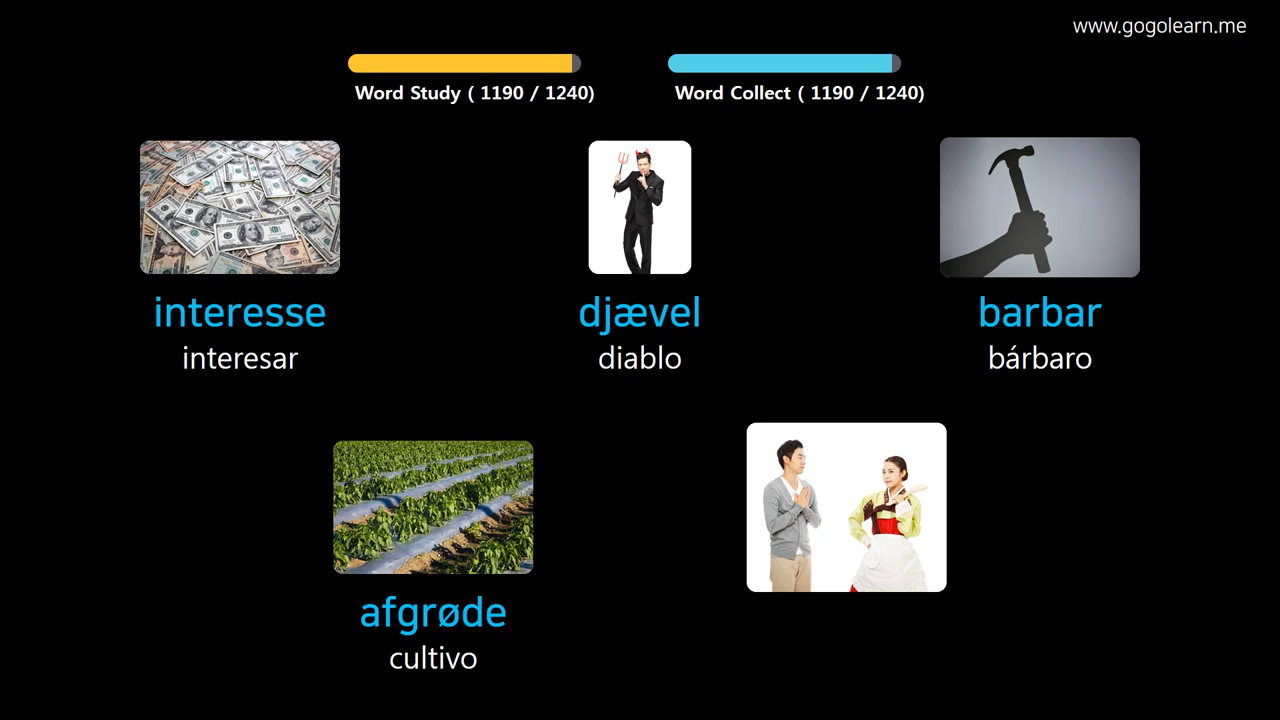 www.gogolearn.me
Word Study ( 1190 / 1240)
Word Collect ( 1190 / 1240)
interesse
interesar
djævel
diablo
barbar
bárbaro
afgrøde
cultivo